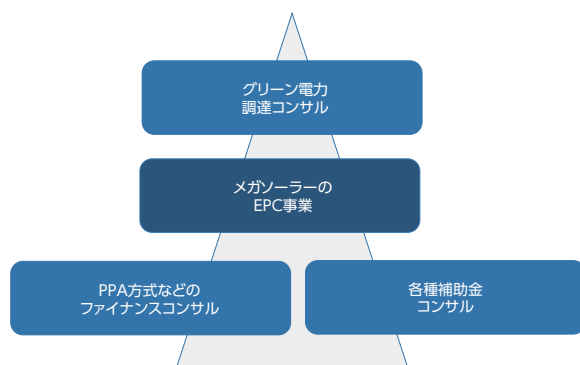 グリーン電力
調達コンサル
メガソーラーの
EPC事業
PPA方式などの
ファイナンスコンサル
各種補助金
コンサル